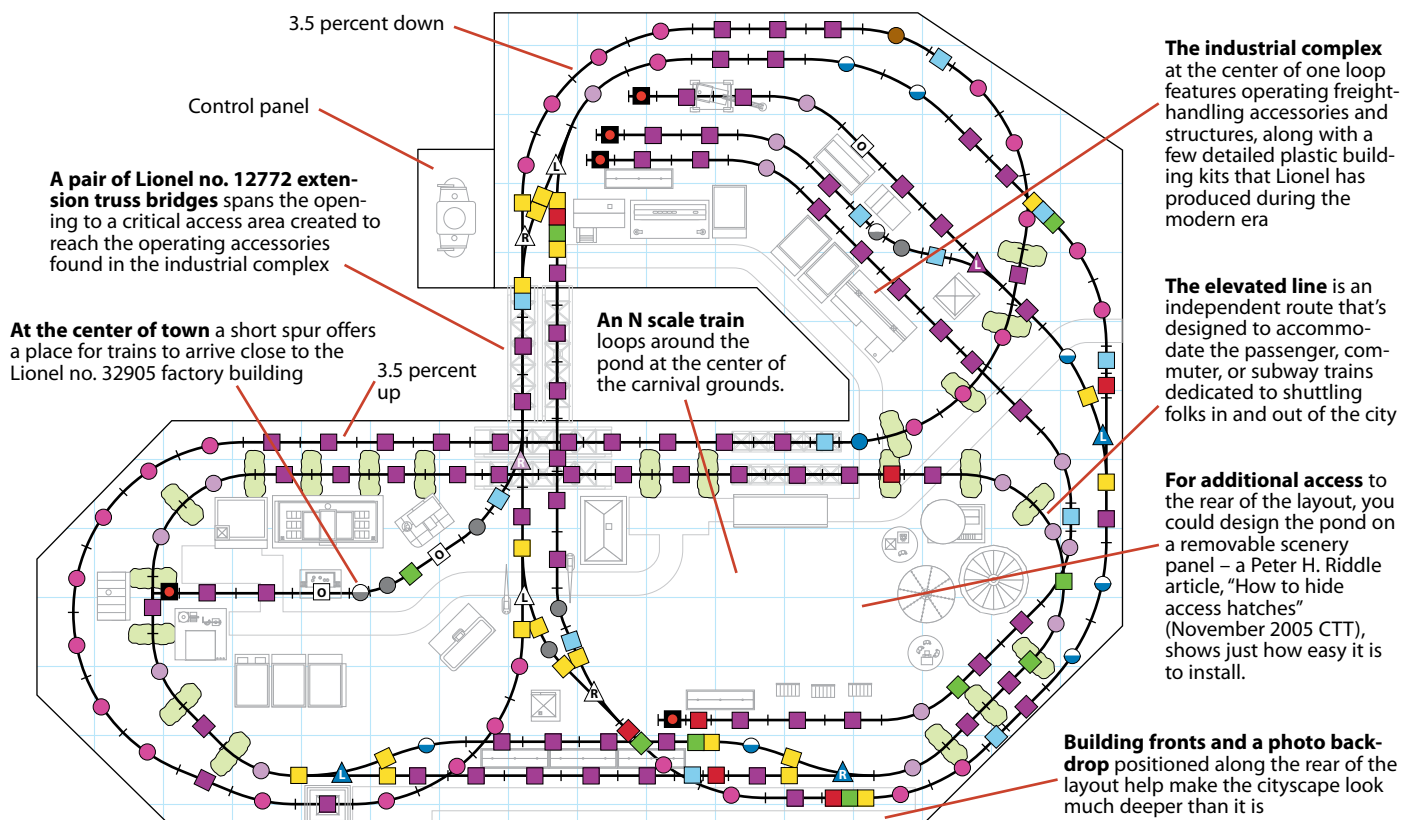 3.5 percent down
Control panel
A pair of Lionel no. 12772 exten-
sion truss bridges spans the open-
ing to a critical access area created to
reach the operating accessories
found in the industrial complex
At the center of town a short spur offers
a place for trains to arrive close to the
Lionel no. 32905 factory building
3.5 percent
up
An N scale train
loops around the
pond at the center of
the carnival grounds.
The industrial complex
at the center of one loop
features operating freight-
handling accessories and
structures, along with a
few detailed plastic build-
ing kits that Lionel has
produced during the
modern era
The elevated line is an
independent route that's
designed to accommo-
date the passenger, com-
muter, or subway trains
dedicated to shuttling
folks in and out of the city
For additional access to
the rear of the layout, you
could design the pond on
a removable scenery
panel – a Peter H. Riddle
article, “How to hide
access hatches”
(November 2005 CTT),
shows just how easy it is
to install.
Building fronts and a photo back-
drop positioned along the rear of the
layout help make the cityscape look
much deeper than it is
L
R
O
L
L
O
O
L
R
L
R